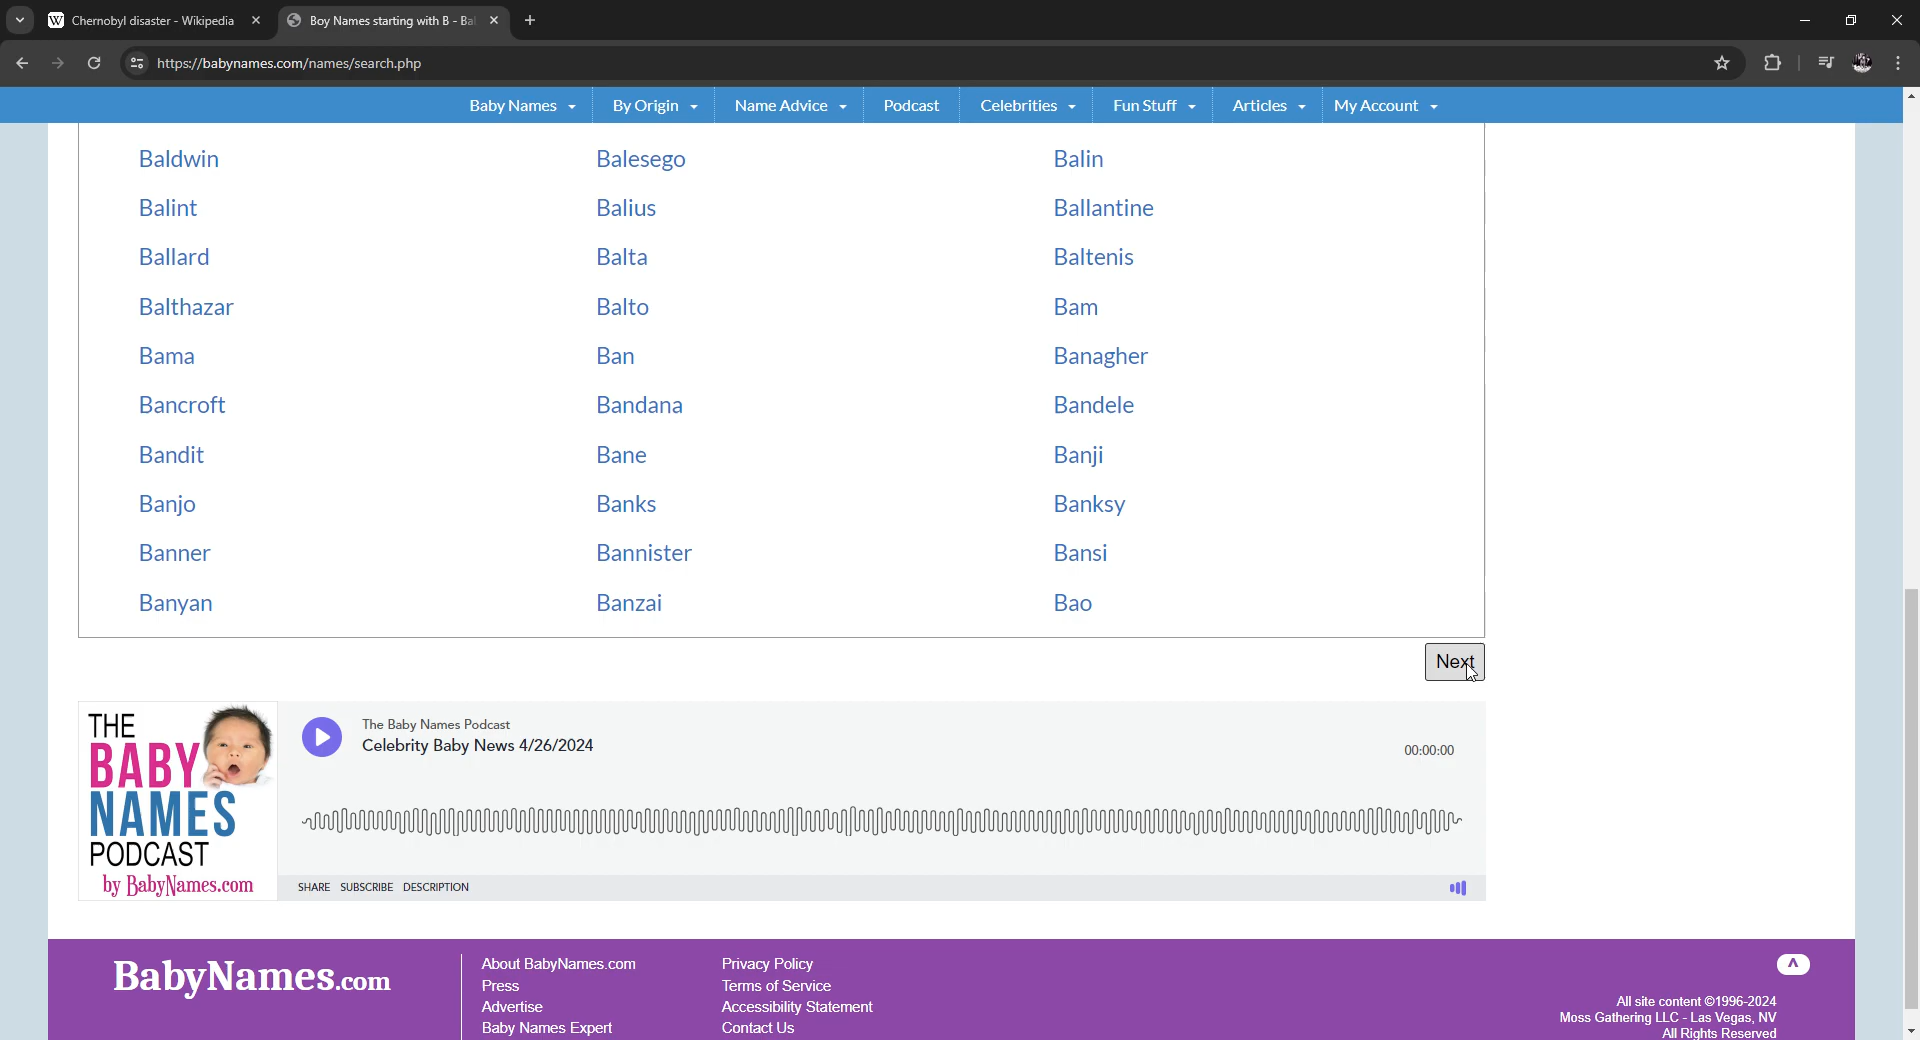 Chernobyl disaster - Wikipedia
Boy Names starting with B - Ba
https://babynames.com/names/search.php
Baby Names By Origin Name Advice Podcast Celebrities Fun Stuff Articles My Account
Baldwin Balesego Balin
Balint Balius Ballantine
Ballard Balta Baltenis
Balthazar Balto Bam
Bama Ban Banagher
Bancroft Bandana Bandele
Bandit Bane Banji
Banjo Banks Banksy
Banner Bannister Bansi
Banyan Banzai Bao
Next
THE
BABY
NAMES
PODCAST
by BabyNames.com
The Baby Names Podcast
Celebrity Baby News 4/26/2024
00:00:00
SHARE SUBSCRIBE DESCRIPTION
BabyNames.com
About BabyNames.com
Press
Advertise
Baby Names Expert
Privacy Policy
Terms of Service
Accessibility Statement
Contact Us
All site content ©1996-2024
Moss Gathering LLC - Las Vegas, NV
All Rights Reserved